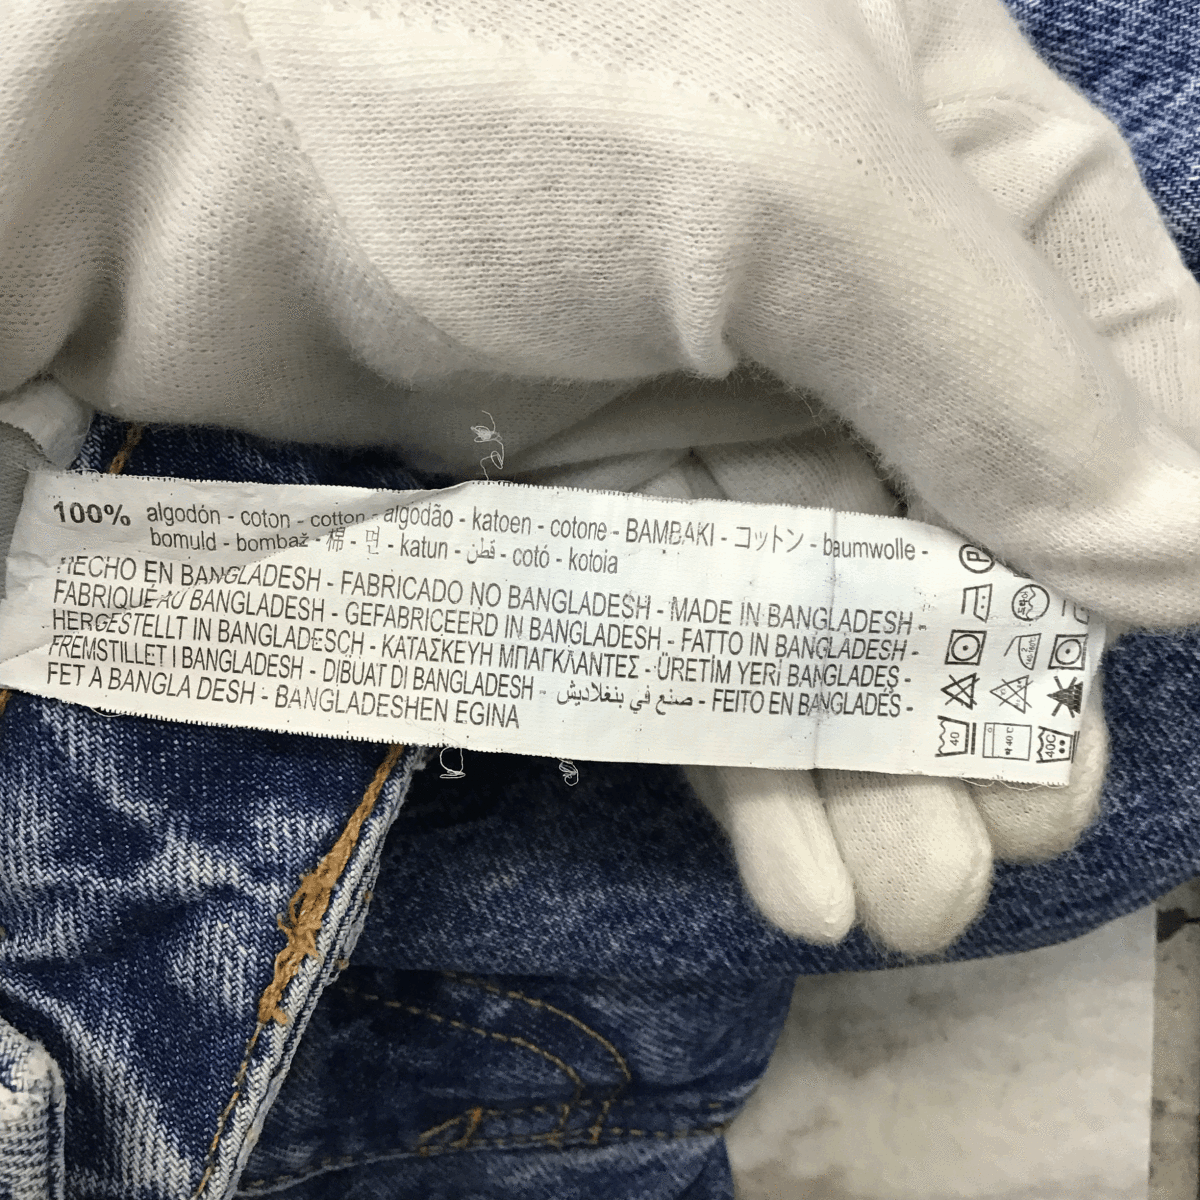 100% algodón - coton - cotton - algodão - katoen - cotone - BAMBAKI - コットン - baumwolle -
bomuld - bombaž - 棉 - 면 - katun - قطن - cotó - kotoia
HECHO EN BANGLADESH - FABRICADO NO BANGLADESH - MADE IN BANGLADESH -
FABRIQUÉ AU BANGLADESH - GEFABRICEERD IN BANGLADESH - FATTO IN BANGLADESH -
HERGESTELLT IN BANGLADESCH - ΚΑΤΑΣΚΕΥΗ ΜΠΑΓΚΛΑΝΤΕΣ - ÜRETİM YERİ BANGLADEŞ -
FREMSTILLET I BANGLADESH - DIBUAT DI BANGLADESH - صنع في بنغلاديش - FEITO EN BANGLADÉS -
FET A BANGLA DESH - BANGLADESHEN EGINA
P
40
40 C
40C